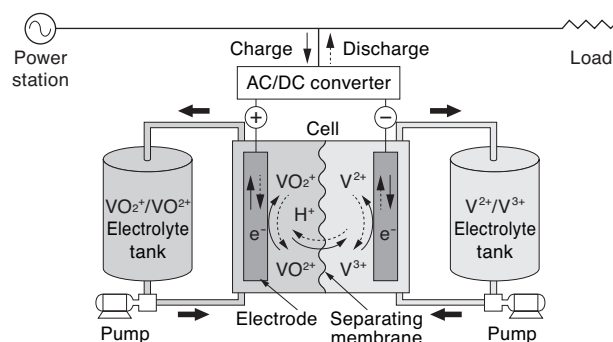 Power
station
Charge
Discharge
Load
AC/DC converter
+
−
Cell
VO₂⁺/VO²⁺
Electrolyte
tank
VO₂⁺
V²⁺
H⁺
e⁻
e⁻
VO²⁺
V³⁺
V²⁺/V³⁺
Electrolyte
tank
Pump
Electrode
Separating
membrane
Pump